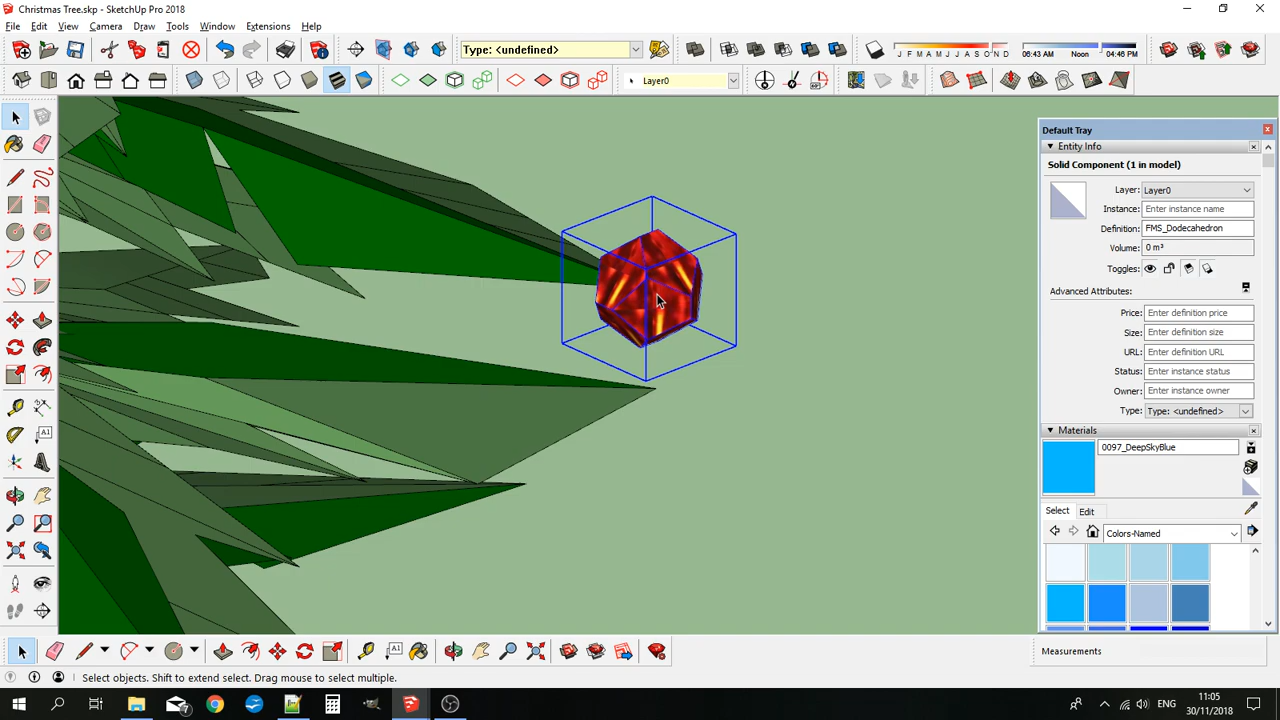 Christmas Tree.skp - SketchUp Pro 2018
File Edit View Camera Draw Tools Window Extensions Help
Type: <undefined>
J F M A M J J A S O N D
06:43 AM Noon 04:46 PM
Layer0
Default Tray
Entity Info
Solid Component (1 in model)
Layer: Layer0
Instance: Enter instance name
Definition: FMS_Dodecahedron
Volume: 0 m³
Toggles:
Advanced Attributes:
Price: Enter definition price
Size: Enter definition size
URL: Enter definition URL
Status: Enter instance status
Owner: Enter instance owner
Type: Type: <undefined>
Materials
0097_DeepSkyBlue
Select Edit
Colors-Named
A1
A
A1
Measurements
Select objects. Shift to extend select. Drag mouse to select multiple.
7
ENG
11:05
30/11/2018